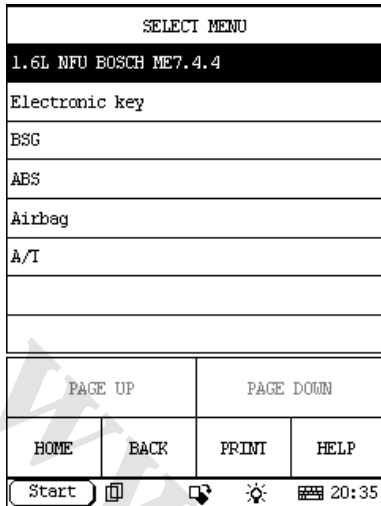 SELECT MENU
1.6L NFU BOSCH ME7.4.4
Electronic key
BSG
ABS
Airbag
A/T
PAGE UP PAGE DOWN
HOME BACK PRINT HELP
Start 20:35